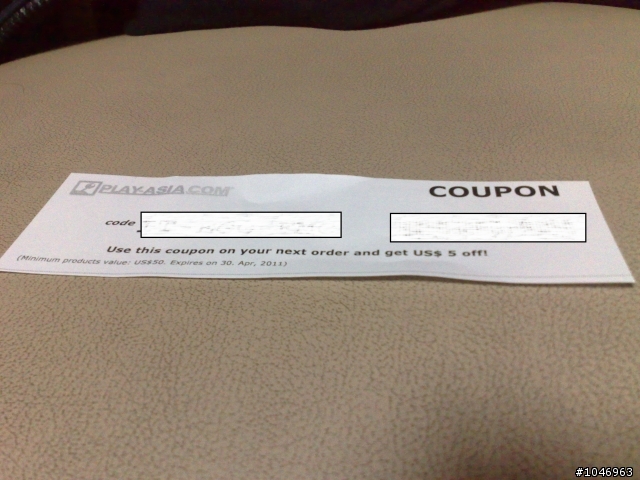 PLAY-ASIA.COM
COUPON
code
Use this coupon on your next order and get US$ 5 off!
(Minimum products value: US$50. Expires on 30. Apr, 2011)
#1046963